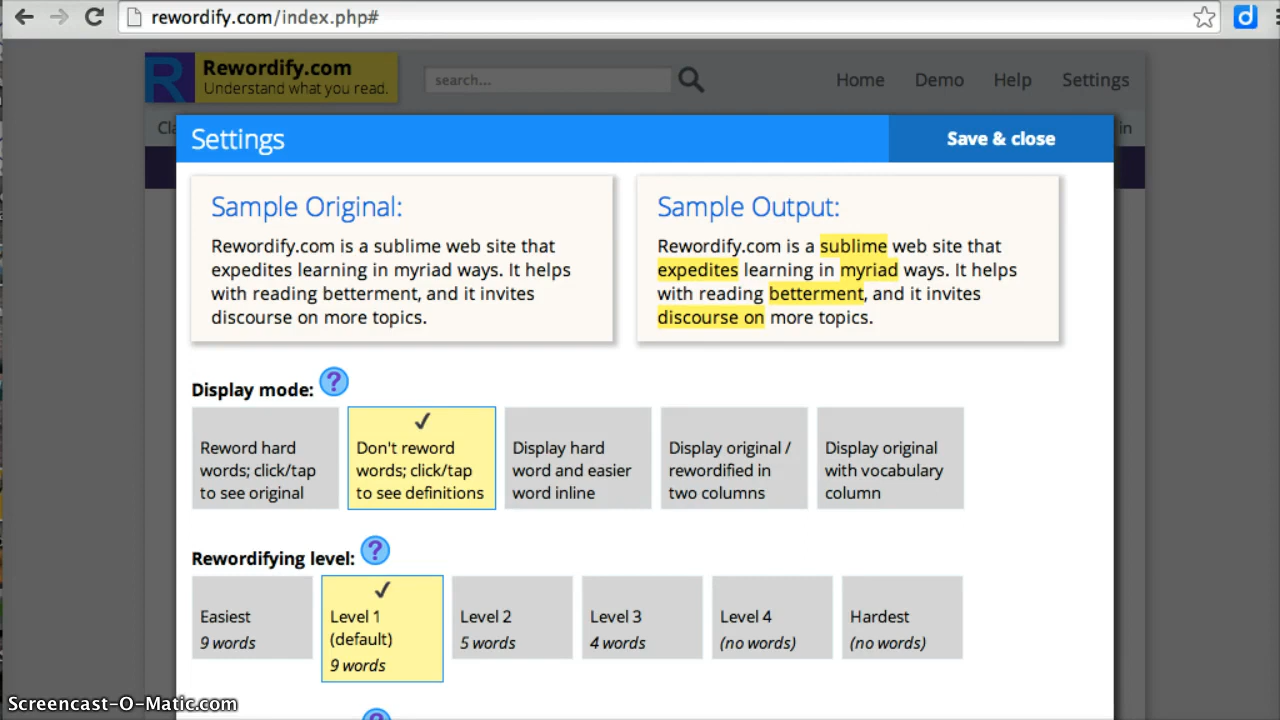 rewordify.com/index.php#
Rewordify.com
Understand what you read.
search...
Home Demo Help Settings
in
Settings
Save & close
Sample Original:
Rewordify.com is a sublime web site that
expedites learning in myriad ways. It helps
with reading betterment, and it invites
discourse on more topics.
Sample Output:
Rewordify.com is a sublime web site that
expedites learning in myriad ways. It helps
with reading betterment, and it invites
discourse on more topics.
Display mode: ?
Reword hard
words; click/tap
to see original
Don't reword
words; click/tap
to see definitions
Display hard
word and easier
word inline
Display original /
rewordified in
two columns
Display original
with vocabulary
column
Rewordifying level: ?
Easiest
9 words
Level 1
(default)
9 words
Level 2
5 words
Level 3
4 words
Level 4
(no words)
Hardest
(no words)
Screencast-O-Matic.com